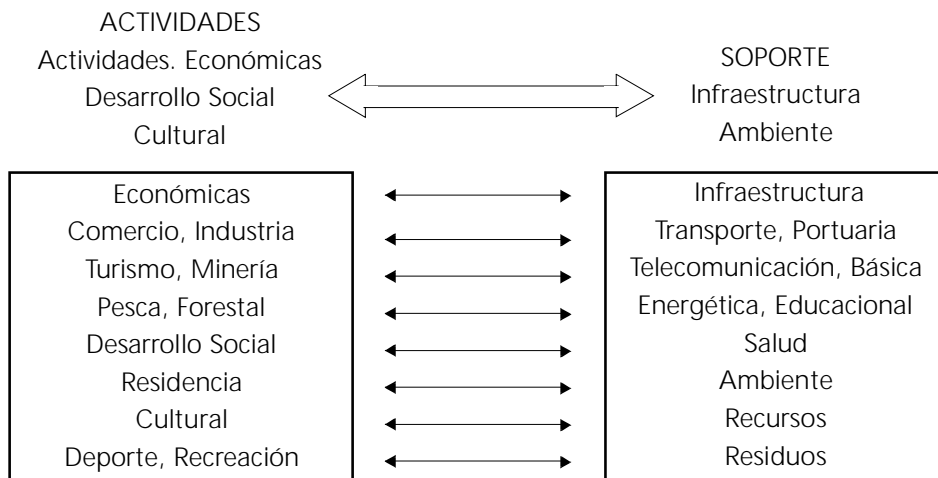 ACTIVIDADES
Actividades. Económicas
Desarrollo Social
Cultural
SOPORTE
Infraestructura
Ambiente
Económicas
Comercio, Industria
Turismo, Minería
Pesca, Forestal
Desarrollo Social
Residencia
Cultural
Deporte, Recreación
Infraestructura
Transporte, Portuaria
Telecomunicación, Básica
Energética, Educacional
Salud
Ambiente
Recursos
Residuos